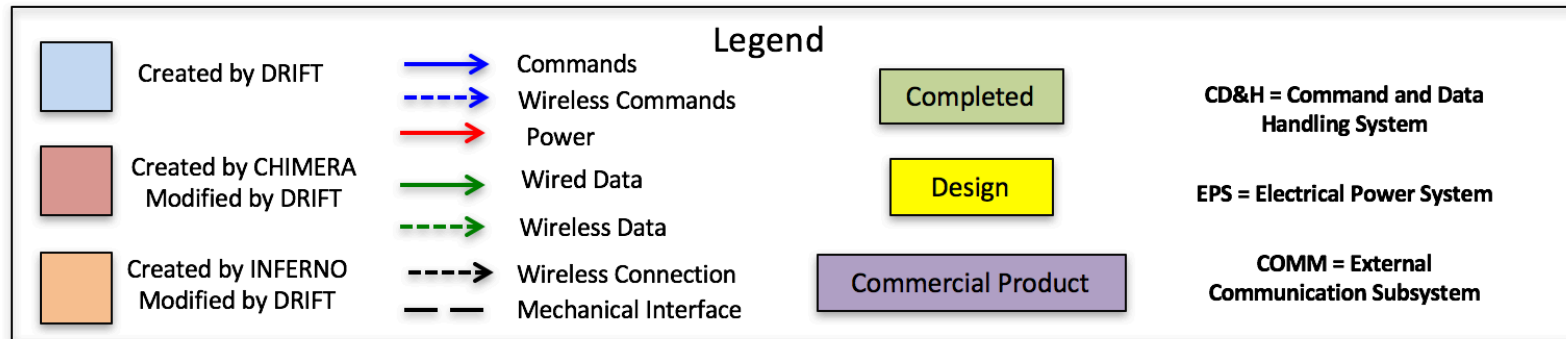 Legend
Created by DRIFT
Created by CHIMERA
Modified by DRIFT
Created by INFERNO
Modified by DRIFT
Commands
Wireless Commands
Power
Wired Data
Wireless Data
Wireless Connection
Mechanical Interface
Completed
Design
Commercial Product
CD&H = Command and Data
Handling System
EPS = Electrical Power System
COMM = External
Communication Subsystem